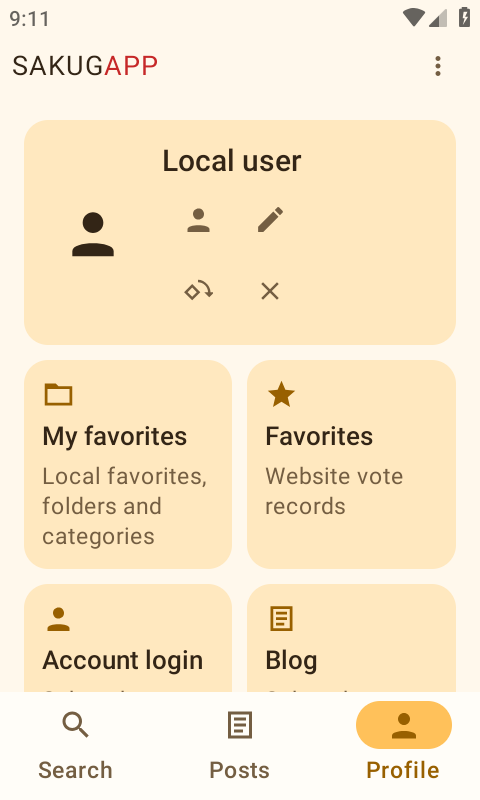 9:11
SAKUGAPP
Local user
My favorites
Local favorites,
folders and
categories
Favorites
Website vote
records
Account login
Blog
Search
Posts
Profile